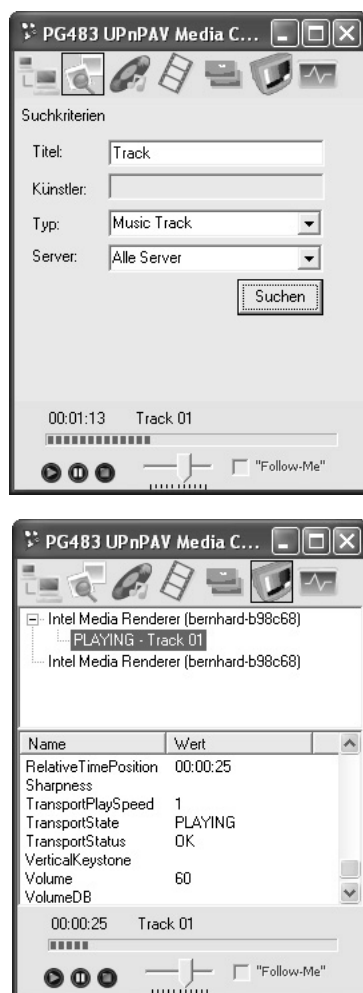 PG483 UPnPAV Media C...
Suchkriterien
Titel: Track
Künstler:
Typ: Music Track
Server: Alle Server
Suchen
00:01:13 Track 01
"Follow-Me"
PG483 UPnPAV Media C...
Intel Media Renderer (bernhard-b98c68)
PLAYING - Track 01
Intel Media Renderer (bernhard-b98c68)
Name Wert
RelativeTimePosition 00:00:25
Sharpness
TransportPlaySpeed 1
TransportState PLAYING
TransportStatus OK
VerticalKeystone
Volume 60
VolumeDB
00:00:25 Track 01
"Follow-Me"